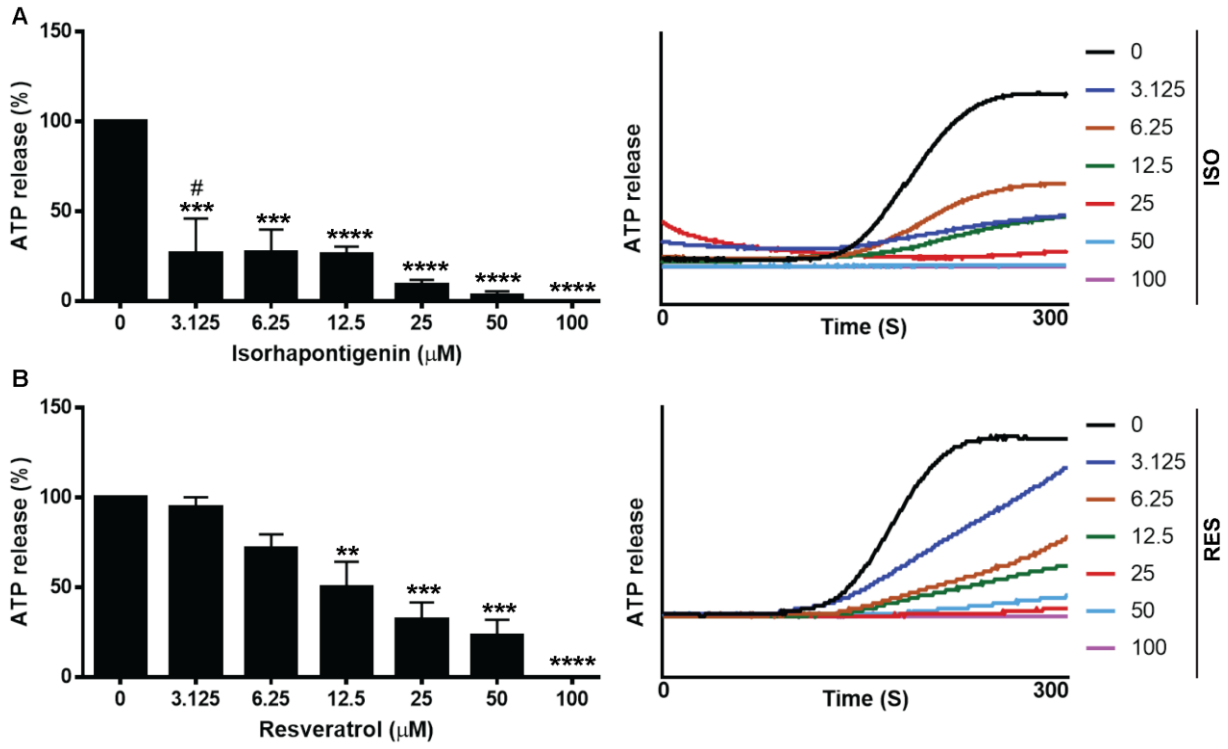 A
150
100
50
0
ATP release (%)
#
***
***
****
****
****
****
0 3.125 6.25 12.5 25 50 100
Isorhapontigenin (μM)
ATP release
0 300
Time (S)
0
3.125
6.25
12.5
25
50
100
ISO
B
150
100
50
0
ATP release (%)
**
***
***
****
0 3.125 6.25 12.5 25 50 100
Resveratrol (μM)
ATP release
0 300
Time (S)
0
3.125
6.25
12.5
25
50
100
RES